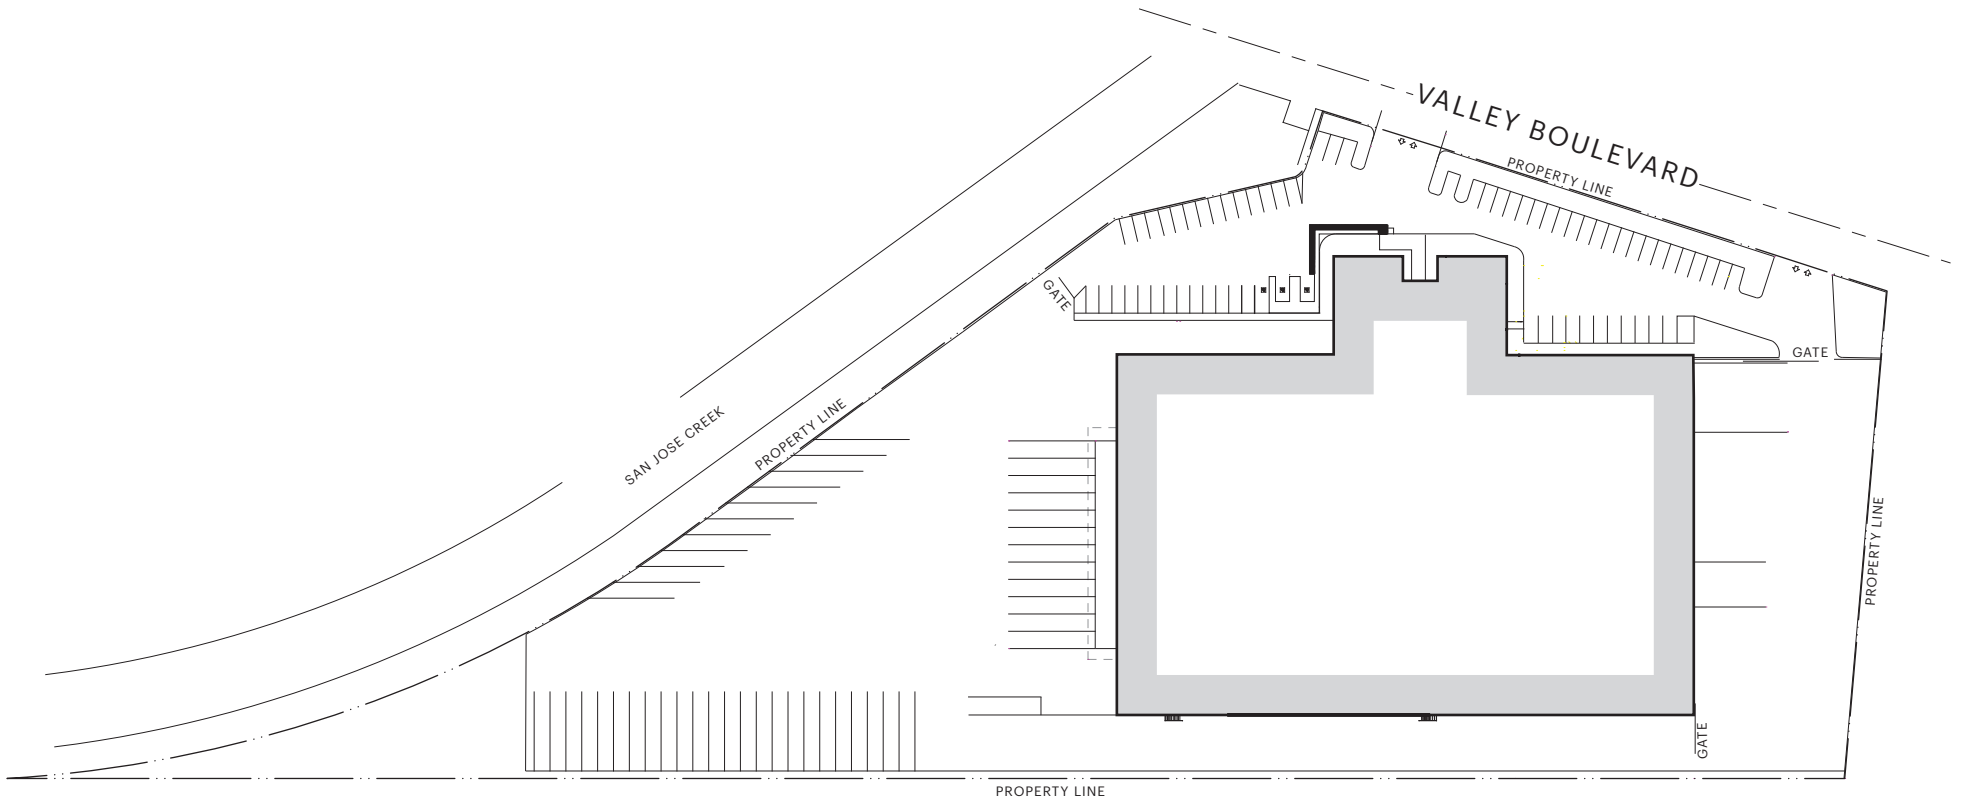 VALLEY BOULEVARD
PROPERTY LINE
GATE
GATE
SAN JOSE CREEK
PROPERTY LINE
PROPERTY LINE
GATE
PROPERTY LINE